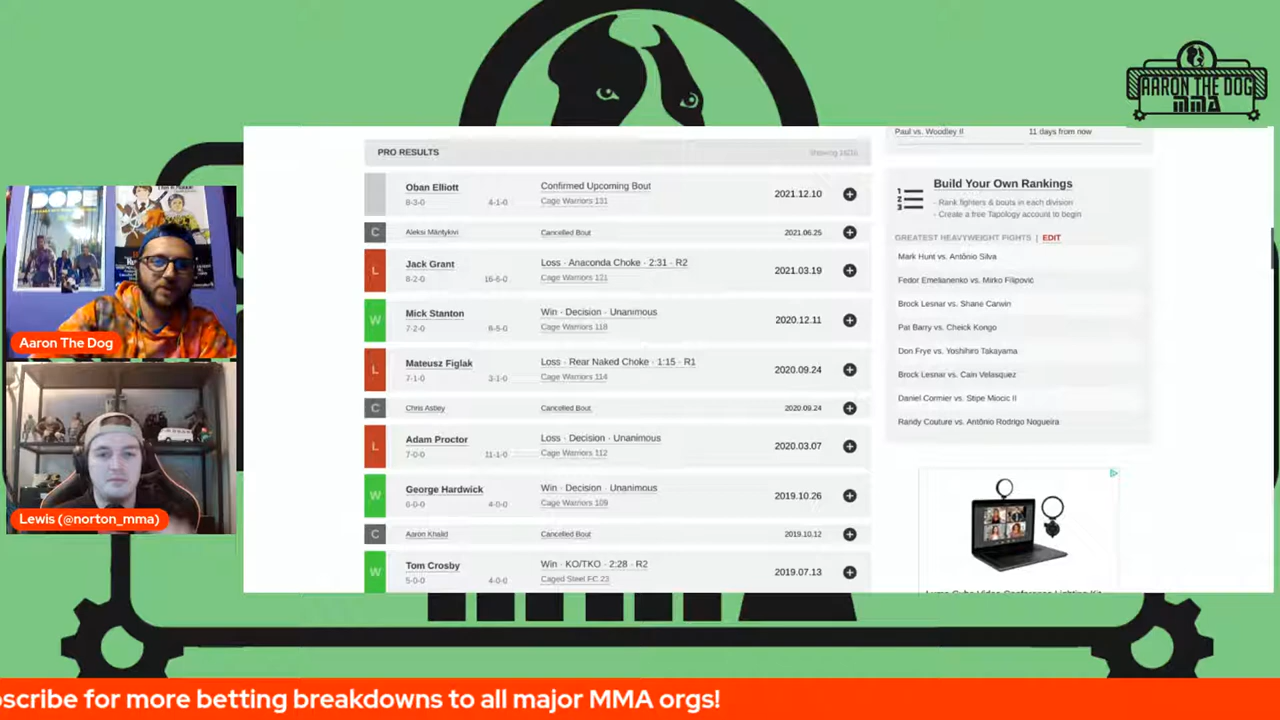 AARON THE DOG
MMA
DOPE
Aaron The Dog
Lewis (@norton_mma)
PRO RESULTS
Oban Elliott Confirmed Upcoming Bout 2021.12.10
8-3-0 4-1-0 Cage Warriors 131
C Aleksi Mäntykivi Cancelled Bout 2021.06.25
L Jack Grant Loss · Anaconda Choke · 2:31 · R2 2021.03.19
8-2-0 16-6-0 Cage Warriors 121
W Mick Stanton Win · Decision · Unanimous 2020.12.11
7-2-0 8-5-0 Cage Warriors 118
L Mateusz Figlak Loss · Rear Naked Choke · 1:15 · R1 2020.09.24
7-1-0 3-1-0 Cage Warriors 114
C Chris Astley Cancelled Bout 2020.09.24
L Adam Proctor Loss · Decision · Unanimous 2020.03.07
7-0-0 11-1-0 Cage Warriors 112
W George Hardwick Win · Decision · Unanimous 2019.10.26
6-0-0 4-0-0 Cage Warriors 109
C Aaron Khalid Cancelled Bout 2019.10.12
W Tom Crosby Win · KO/TKO · 2:28 · R2 2019.07.13
5-0-0 4-0-0 Caged Steel FC 23
Paul vs. Woodley II 11 days from now
Build Your Own Rankings
- Rank fighters & bouts in each division
- Create a free Tapology account to begin
GREATEST HEAVYWEIGHT FIGHTS | EDIT
Mark Hunt vs. Antônio Silva
Fedor Emelianenko vs. Mirko Filipović
Brock Lesnar vs. Shane Carwin
Pat Barry vs. Cheick Kongo
Don Frye vs. Yoshihiro Takayama
Brock Lesnar vs. Cain Velasquez
Daniel Cormier vs. Stipe Miocic II
Randy Couture vs. Antônio Rodrigo Nogueira
scribe for more betting breakdowns to all major MMA orgs!